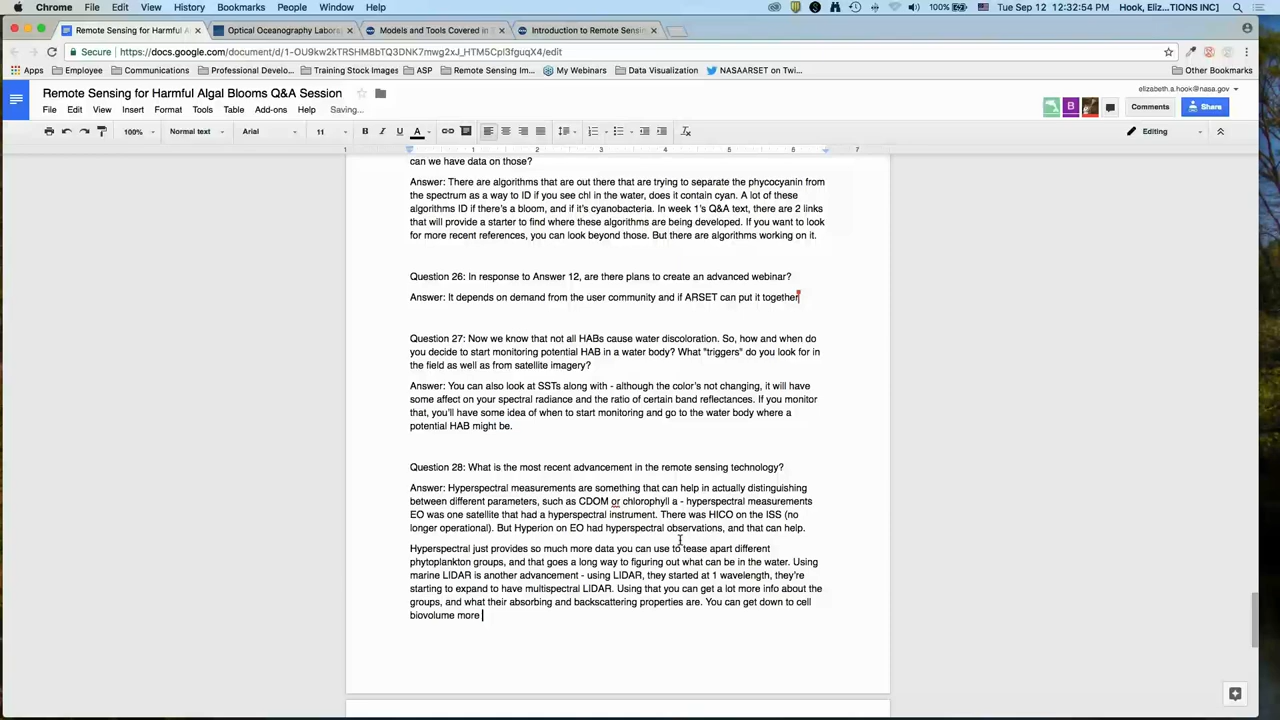 Chrome File Edit View History Bookmarks People Window Help 100% Tue Sep 12 12:32:54 PM Hook, Eliz...TIONS INC]
Remote Sensing for Harmful A Optical Oceanography Labora Models and Tools Covered in Introduction to Remote Sensi
Secure https://docs.google.com/document/d/1-OU9kw2kTRSHM8bTQ3DNK7mwg2xJ_HTM5CpI3fguqX4/edit
Apps Employee Communications Professional Develo... Training Stock Images ASP Remote Sensing Im... My Webinars Data Visualization NASAARSET on Twi... Other Bookmarks
Remote Sensing for Harmful Algal Blooms Q&A Session elizabeth.a.hook@nasa.gov
File Edit View Insert Format Tools Table Add-ons Help Saving... B Comments Share
100% Normal text Arial 11 B I U A Editing
1 1 2 3 4 5 6 7
can we have data on those?
Answer: There are algorithms that are out there that are trying to separate the phycocyanin from
the spectrum as a way to ID if you see chl in the water, does it contain cyan. A lot of these
algorithms ID if there's a bloom, and if it's cyanobacteria. In week 1's Q&A text, there are 2 links
that will provide a starter to find where these algorithms are being developed. If you want to look
for more recent references, you can look beyond those. But there are algorithms working on it.
Question 26: In response to Answer 12, are there plans to create an advanced webinar?
Answer: It depends on demand from the user community and if ARSET can put it together
Question 27: Now we know that not all HABs cause water discoloration. So, how and when do
you decide to start monitoring potential HAB in a water body? What "triggers" do you look for in
the field as well as from satellite imagery?
Answer: You can also look at SSTs along with - although the color's not changing, it will have
some affect on your spectral radiance and the ratio of certain band reflectances. If you monitor
that, you'll have some idea of when to start monitoring and go to the water body where a
potential HAB might be.
Question 28: What is the most recent advancement in the remote sensing technology?
Answer: Hyperspectral measurements are something that can help in actually distinguishing
between different parameters, such as CDOM or chlorophyll a - hyperspectral measurements
EO was one satellite that had a hyperspectral instrument. There was HICO on the ISS (no
longer operational). But Hyperion on EO had hyperspectral observations, and that can help.
Hyperspectral just provides so much more data you can use to tease apart different
phytoplankton groups, and that goes a long way to figuring out what can be in the water. Using
marine LIDAR is another advancement - using LIDAR, they started at 1 wavelength, they're
starting to expand to have multispectral LIDAR. Using that you can get a lot more info about the
groups, and what their absorbing and backscattering properties are. You can get down to cell
biovolume more